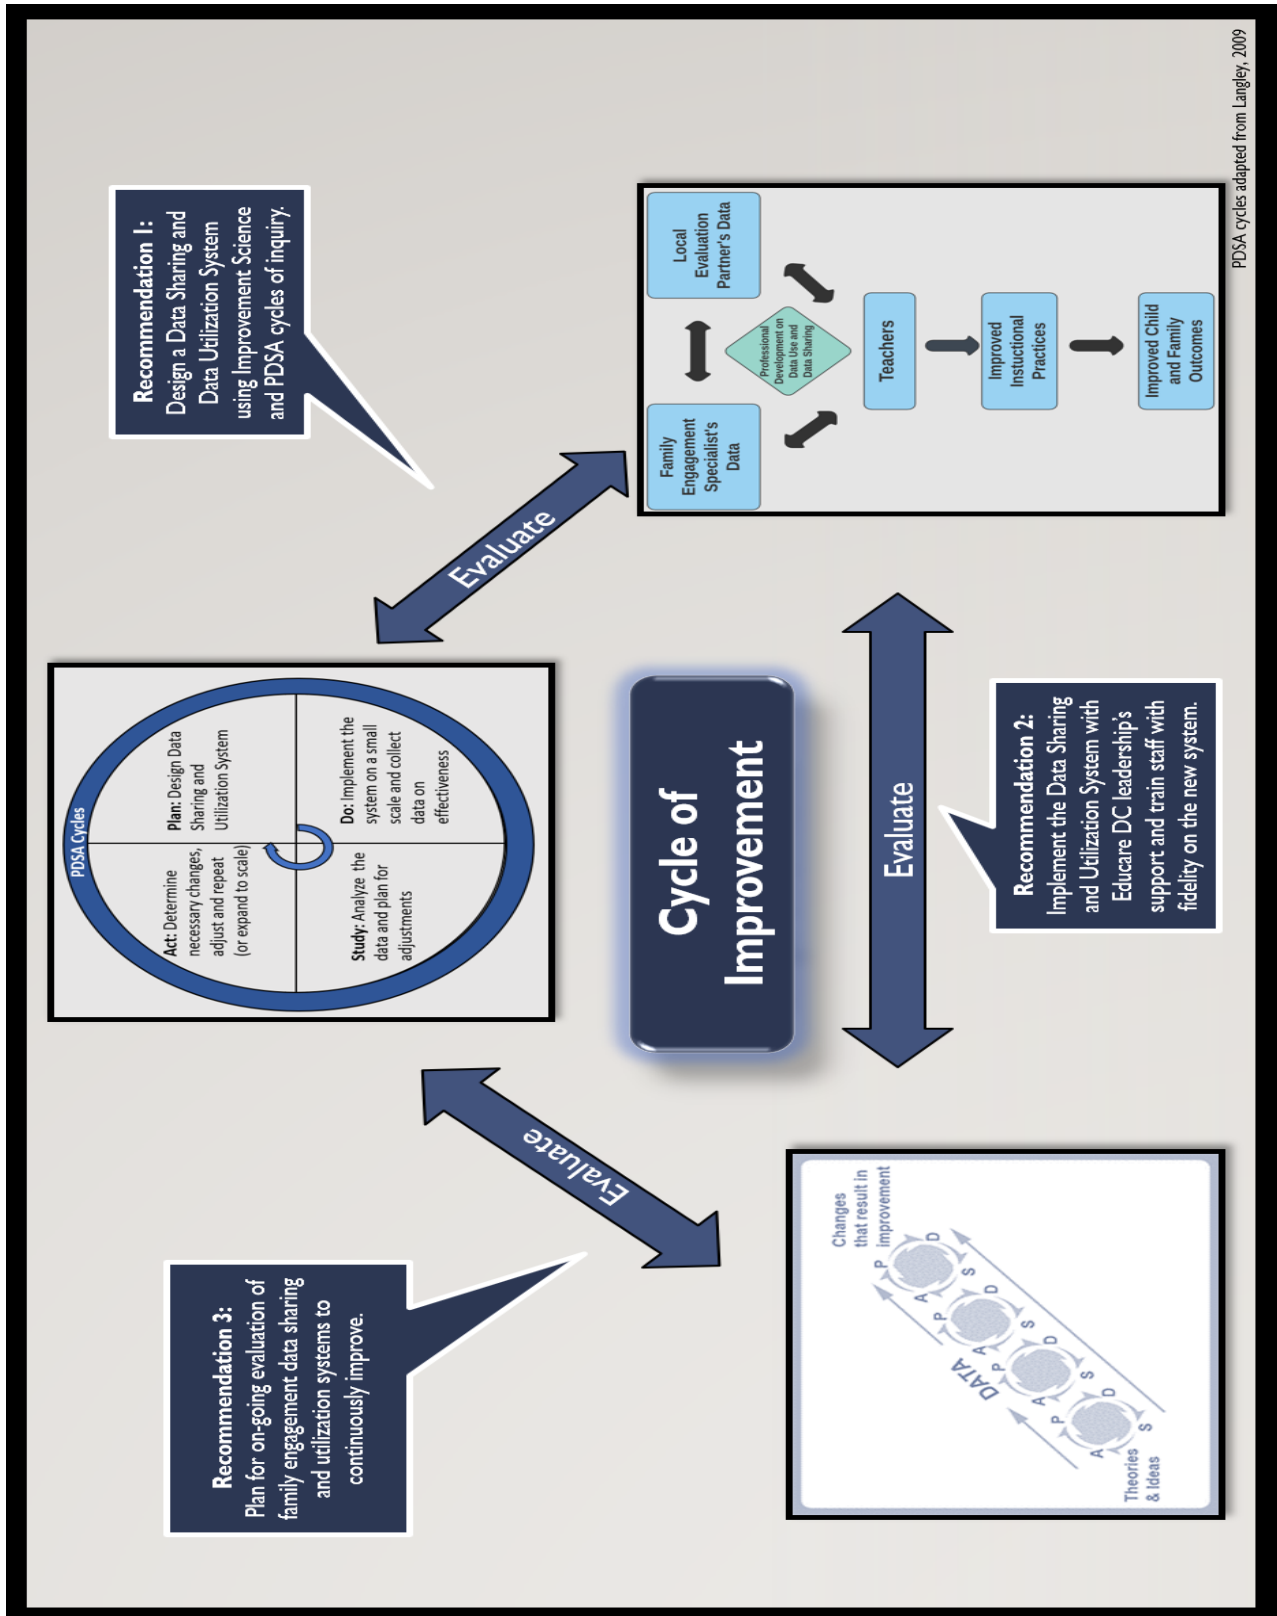 Recommendation 3:
Plan for on-going evaluation of
family engagement data sharing
and utilization systems to
continuously improve.
PDSA Cycles
Act: Determine
necessary changes,
adjust and repeat
(or expand to scale)
Plan: Design Data
Sharing and
Utilization System
Study: Analyze the
data and plan for
adjustments
Do: Implement the
system on a small
scale and collect
data on
effectiveness
Recommendation 1:
Design a Data Sharing and
Data Utilization System
using Improvement Science
and PDSA cycles of inquiry.
Evaluate
Evaluate
Cycle of
Improvement
Evaluate
Theories
& Ideas
DATA
A
P
S
D
A
P
S
D
A
P
S
D
A
P
S
D
Changes
that result in
improvement
Recommendation 2:
Implement the Data Sharing
and Utilization System with
Educare DC leadership's
support and train staff with
fidelity on the new system.
Family
Engagement
Specialist's
Data
Local
Evaluation
Partner's Data
Professional
Development on
Data Use and
Data Sharing
Teachers
Improved
Instuctional
Practices
Improved Child
and Family
Outcomes
PDSA cycles adapted from Langley, 2009